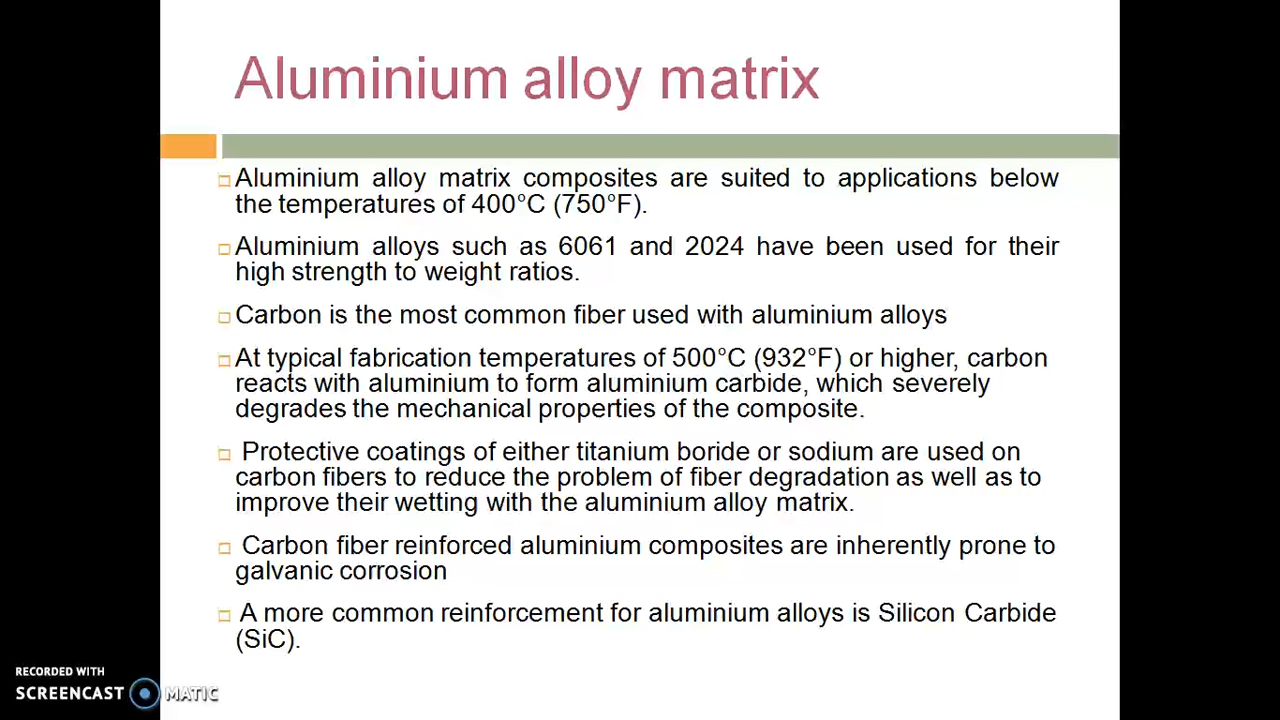 Aluminium alloy matrix
Aluminium alloy matrix composites are suited to applications below
the temperatures of 400°C (750°F).
Aluminium alloys such as 6061 and 2024 have been used for their
high strength to weight ratios.
Carbon is the most common fiber used with aluminium alloys
At typical fabrication temperatures of 500°C (932°F) or higher, carbon
reacts with aluminium to form aluminium carbide, which severely
degrades the mechanical properties of the composite.
Protective coatings of either titanium boride or sodium are used on
carbon fibers to reduce the problem of fiber degradation as well as to
improve their wetting with the aluminium alloy matrix.
Carbon fiber reinforced aluminium composites are inherently prone to
galvanic corrosion
A more common reinforcement for aluminium alloys is Silicon Carbide
(SiC).
RECORDED WITH
SCREENCAST MATIC